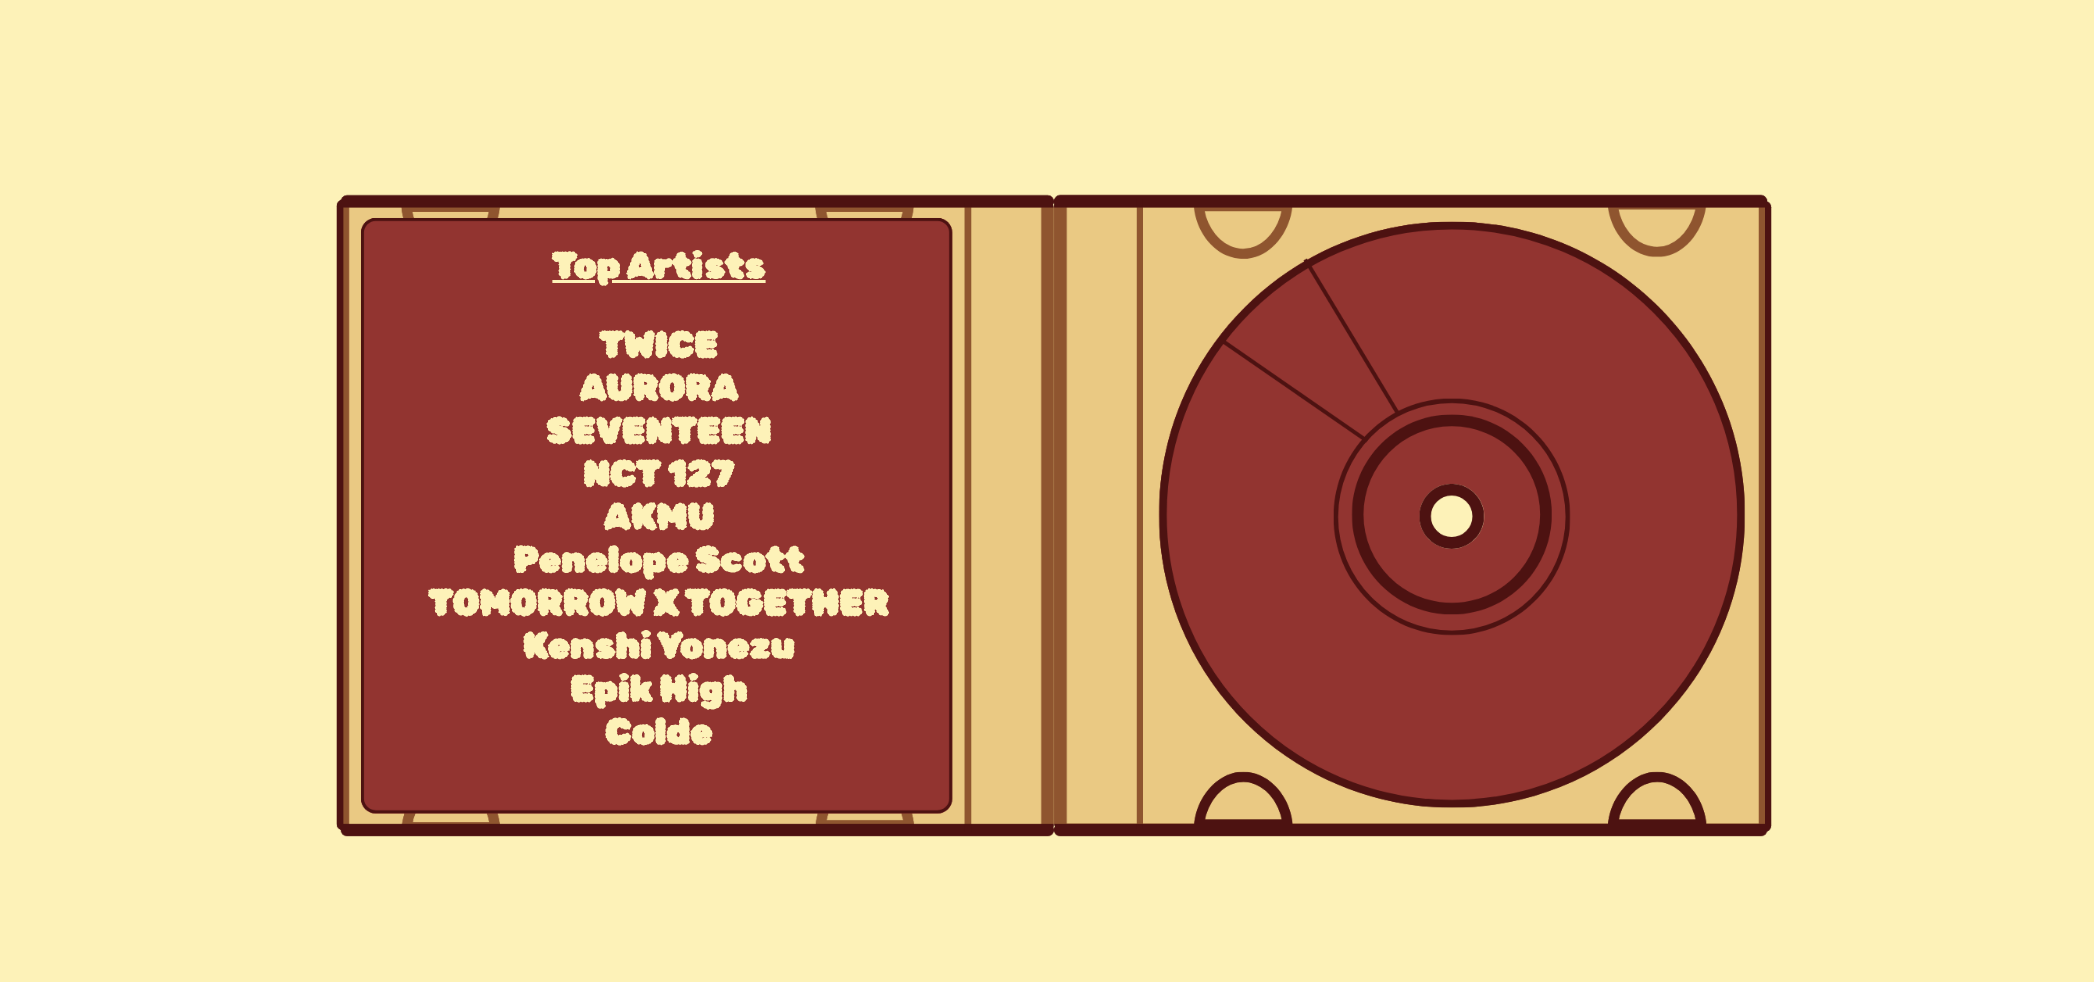 Top Artists
TWICE
AURORA
SEVENTEEN
NCT 127
AKMU
Penelope Scott
TOMORROW X TOGETHER
Kenshi Yonezu
Epik High
Colde